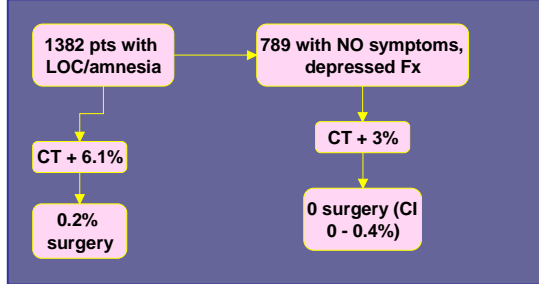 1382 pts with
LOC/amnesia
789 with NO symptoms,
depressed Fx
CT + 6.1%
CT + 3%
0.2%
surgery
0 surgery (CI
0 - 0.4%)